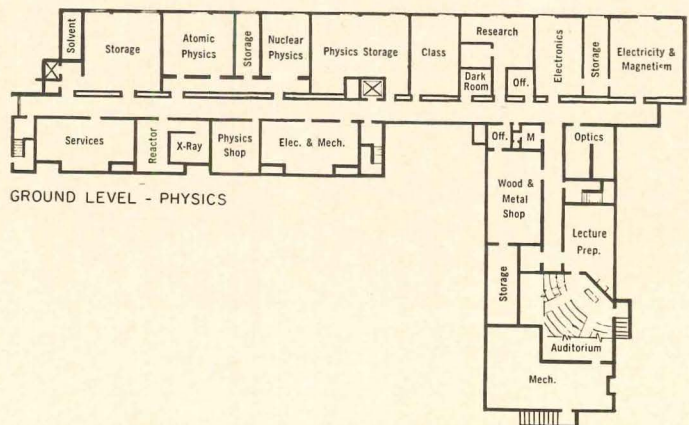 Solvent
Storage
Atomic
Physics
Storage
Nuclear
Physics
Physics Storage
Class
Research
Dark
Room
Off.
Electronics
Storage
Electricity &
Magnetism
Services
Reactor
X-Ray
Physics
Shop
Elec. & Mech.
Off.
M
Optics
GROUND LEVEL - PHYSICS
Wood &
Metal
Shop
Lecture
Prep.
Storage
Auditorium
Mech.